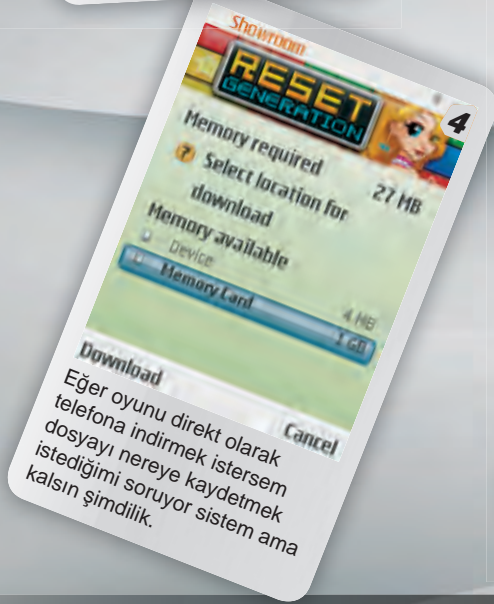 Showroom
RESET
GENERATION
4
Memory required
27 MB
Select location for
download
Memory available
Device
4 MB
Memory Card
1 GB
Download
Cancel
Eğer oyunu direkt olarak
telefona indirmek istersem
dosyayı nereye kaydetmek
istediğimi soruyor sistem ama
kalsın şimdilik.